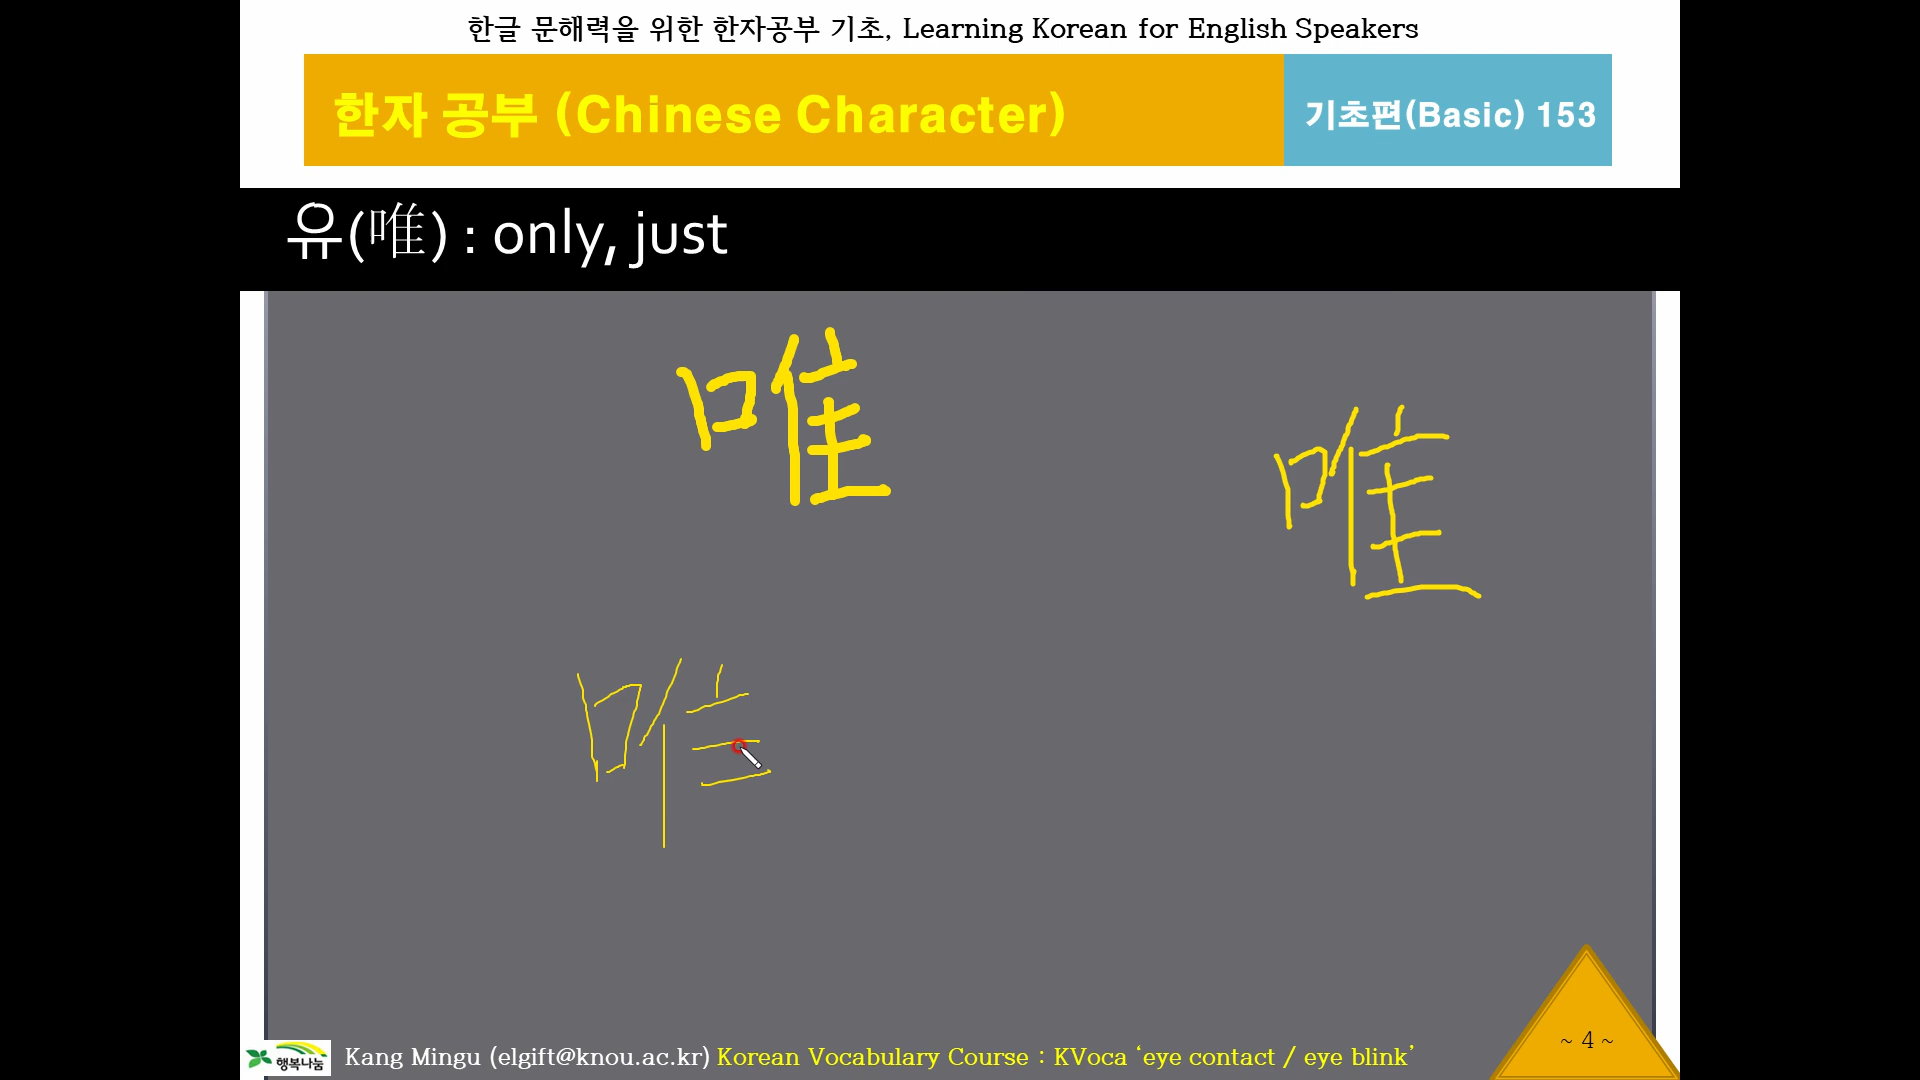 한글 문해력을 위한 한자공부 기초, Learning Korean for English Speakers
한자 공부 (Chinese Character)
기초편(Basic) 153
유(唯) : only, just
唯
唯
~ 4 ~
행복나눔
Kang Mingu (elgift@knou.ac.kr) Korean Vocabulary Course : KVoca ‘eye contact / eye blink’